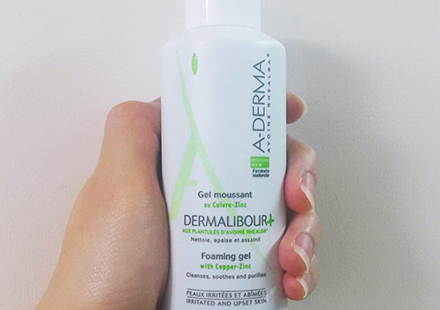 A-DERMA
AVOINE RHEALBA®
Gel moussant
au Cuivre-Zinc
DERMALIBOUR+
AUX PLANTULES D'AVOINE RHEALBA®
Nettoie, apaise et assainit
Foaming gel
with Copper-Zinc
Cleanses, soothes and purifies
PEAUX IRRITÉES ET ABÎMÉES
IRRITATED AND UPSET SKIN